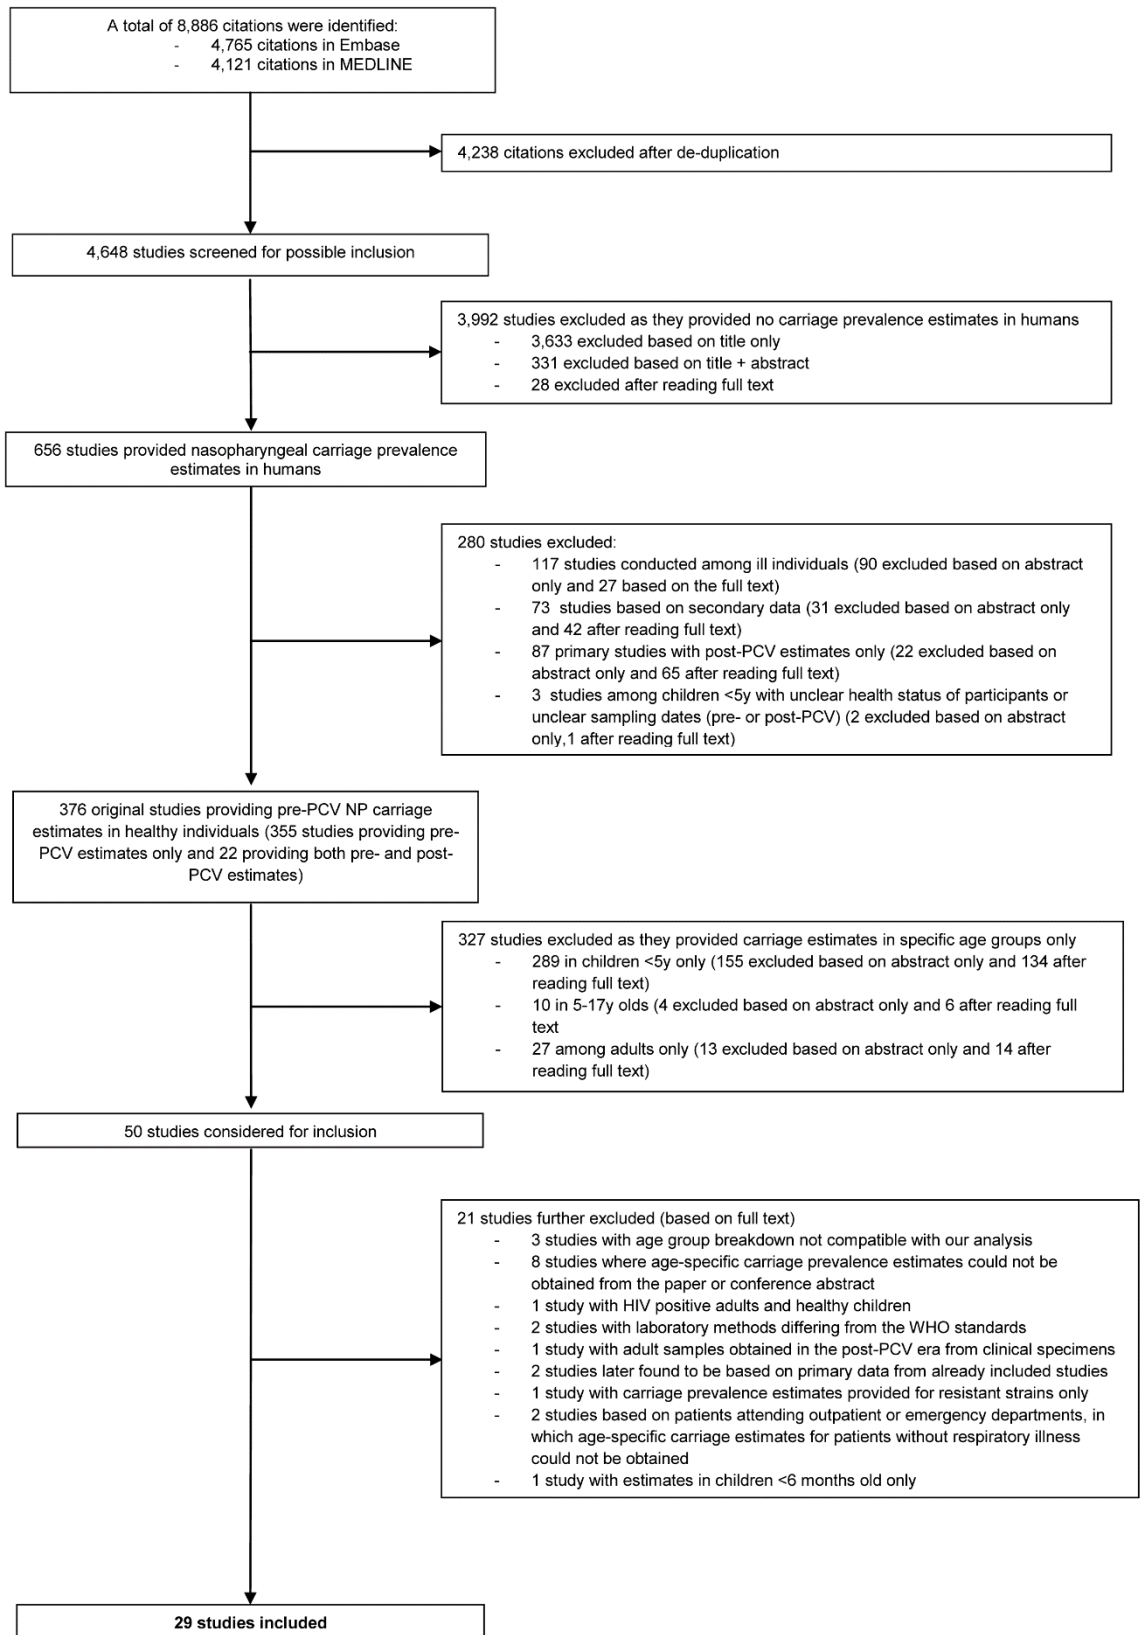 A total of 8,886 citations were identified:
- 4,765 citations in Embase
- 4,121 citations in MEDLINE
4,238 citations excluded after de-duplication
4,648 studies screened for possible inclusion
3,992 studies excluded as they provided no carriage prevalence estimates in humans
- 3,633 excluded based on title only
- 331 excluded based on title + abstract
- 28 excluded after reading full text
656 studies provided nasopharyngeal carriage prevalence
estimates in humans
280 studies excluded:
- 117 studies conducted among ill individuals (90 excluded based on abstract
only and 27 based on the full text)
- 73 studies based on secondary data (31 excluded based on abstract only
and 42 after reading full text)
- 87 primary studies with post-PCV estimates only (22 excluded based on
abstract only and 65 after reading full text)
- 3 studies among children <5y with unclear health status of participants or
unclear sampling dates (pre- or post-PCV) (2 excluded based on abstract
only,1 after reading full text)
376 original studies providing pre-PCV NP carriage
estimates in healthy individuals (355 studies providing pre-
PCV estimates only and 22 providing both pre- and post-
PCV estimates)
327 studies excluded as they provided carriage estimates in specific age groups only
- 289 in children <5y only (155 excluded based on abstract only and 134 after
reading full text)
- 10 in 5-17y olds (4 excluded based on abstract only and 6 after reading full
text
- 27 among adults only (13 excluded based on abstract only and 14 after
reading full text)
50 studies considered for inclusion
21 studies further excluded (based on full text)
- 3 studies with age group breakdown not compatible with our analysis
- 8 studies where age-specific carriage prevalence estimates could not be
obtained from the paper or conference abstract
- 1 study with HIV positive adults and healthy children
- 2 studies with laboratory methods differing from the WHO standards
- 1 study with adult samples obtained in the post-PCV era from clinical specimens
- 2 studies later found to be based on primary data from already included studies
- 1 study with carriage prevalence estimates provided for resistant strains only
- 2 studies based on patients attending outpatient or emergency departments, in
which age-specific carriage estimates for patients without respiratory illness
could not be obtained
- 1 study with estimates in children <6 months old only
29 studies included